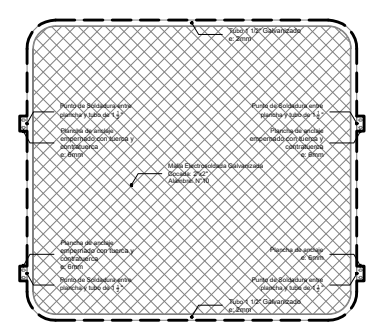 Tubo 1 1/2" Galvanizado
e: 2mm
Punto de Soldadura entre
plancha y tubo de 1 1/2"
Punto de Soldadura entre
plancha y tubo de 1 1/2"
Plancha de anclaje
empernado con tuerca y
contratuerca
e: 6mm
Plancha de anclaje
empernado con tuerca y
contratuerca
e: 6mm
Malla Electrosoldada Galvanizada
Cocada: 2"x2"
Alambre: N°10
Plancha de anclaje
empernado con tuerca y
contratuerca
e: 6mm
Plancha de anclaje
e: 6mm
Punto de Soldadura entre
plancha y tubo de 1 1/2"
Punto de Soldadura entre
plancha y tubo de 1 1/2"
Tubo 1 1/2" Galvanizado
e: 2mm